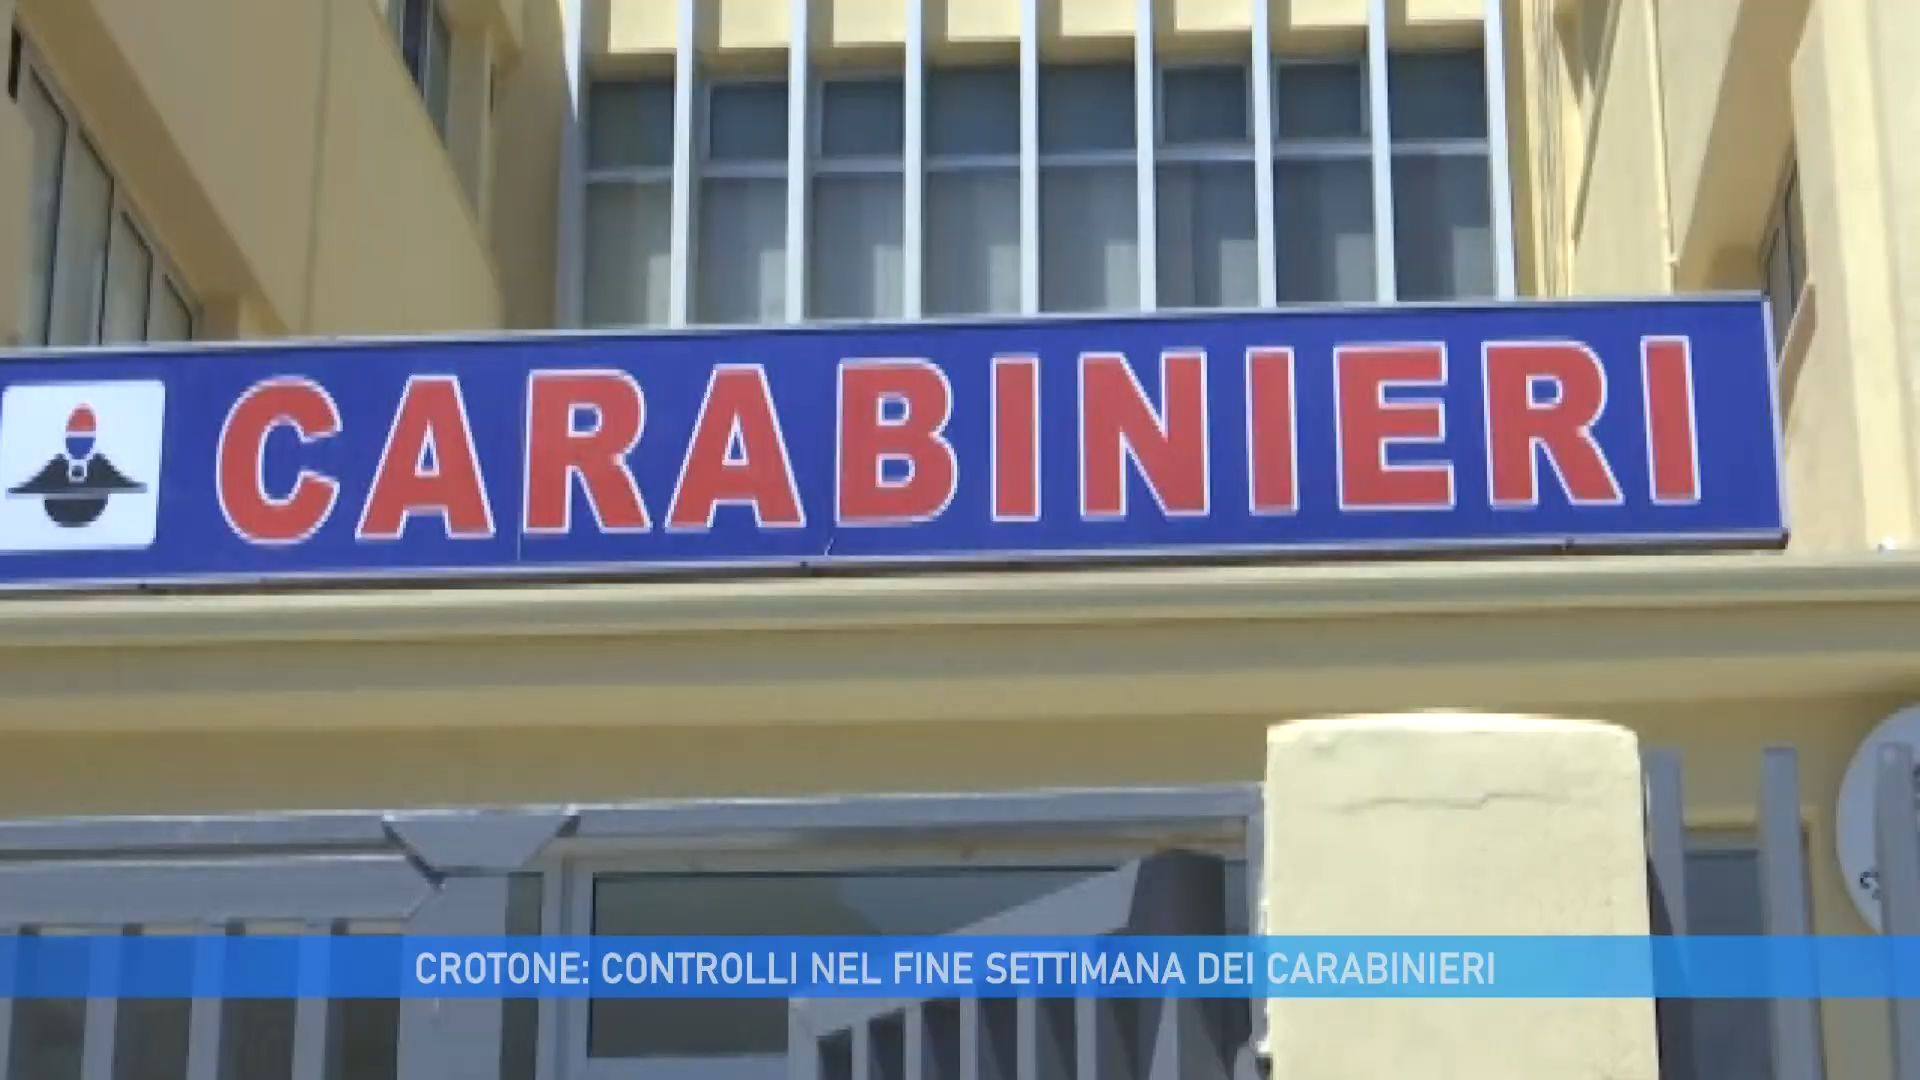 CARABINIERI
CROTONE: CONTROLLI NEL FINE SETTIMANA DEI CARABINIERI